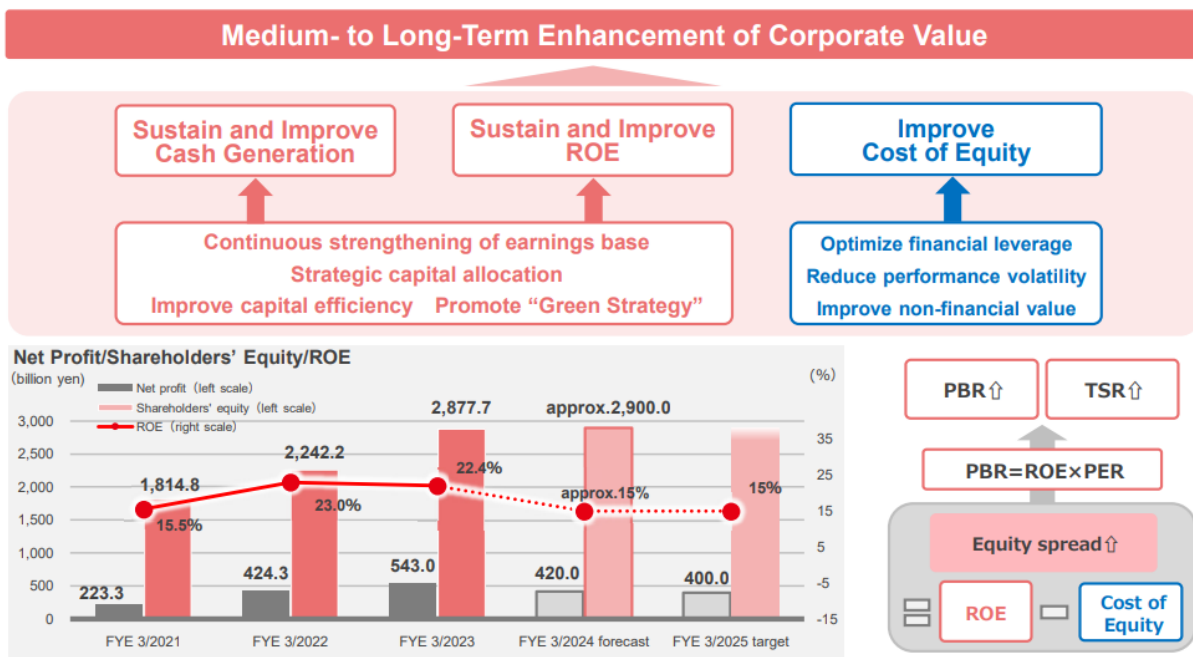 Medium- to Long-Term Enhancement of Corporate Value
Sustain and Improve
Cash Generation
Sustain and Improve
ROE
Improve
Cost of Equity
Continuous strengthening of earnings base
Strategic capital allocation
Improve capital efficiency Promote “Green Strategy”
Optimize financial leverage
Reduce performance volatility
Improve non-financial value
Net Profit/Shareholders’ Equity/ROE
(billion yen)
(%)
Net profit (left scale)
Shareholders' equity (left scale)
ROE (right scale)
3,000
2,500
2,000
1,500
1,000
500
0
35
25
15
5
-5
-15
1,814.8
2,242.2
2,877.7
approx.2,900.0
15.5%
23.0%
22.4%
approx.15%
15%
223.3
424.3
543.0
420.0
400.0
FYE 3/2021
FYE 3/2022
FYE 3/2023
FYE 3/2024 forecast
FYE 3/2025 target
PBR⇧
TSR⇧
PBR=ROE×PER
Equity spread⇧
ROE
Cost of
Equity